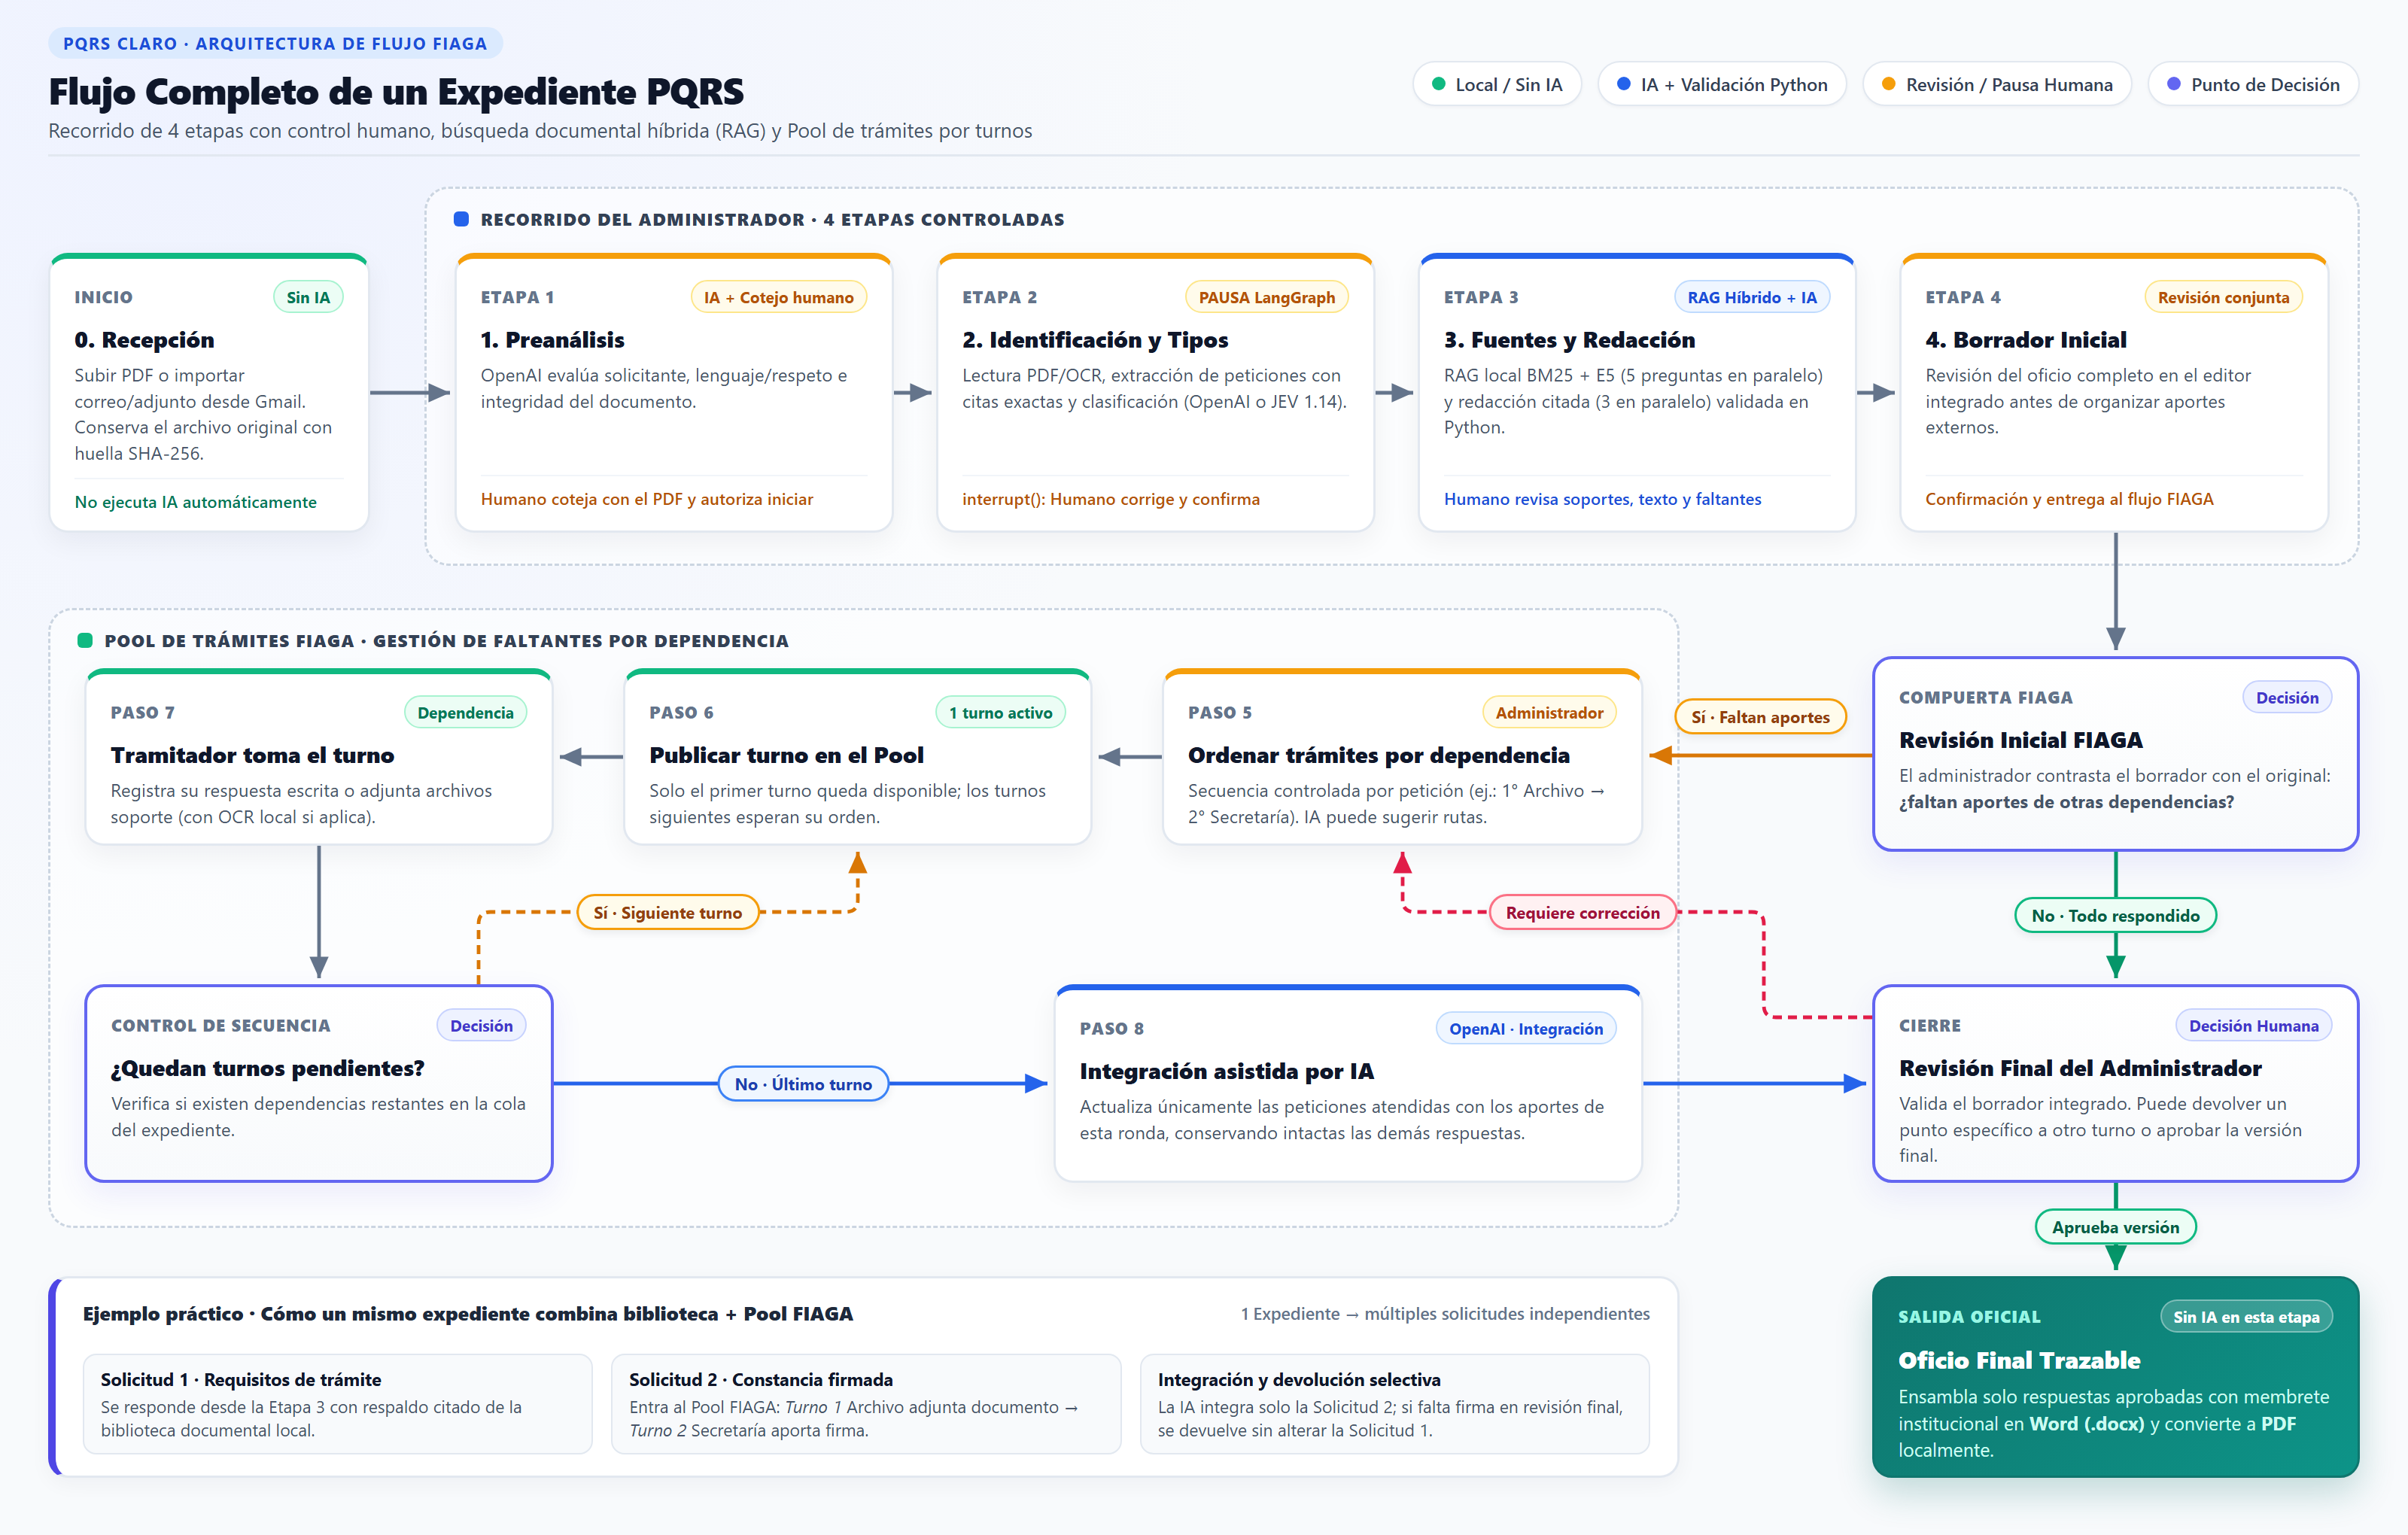 PQRS CLARO · ARQUITECTURA DE FLUJO FIAGA
Flujo Completo de un Expediente PQRS
Recorrido de 4 etapas con control humano, búsqueda documental híbrida (RAG) y Pool de trámites por turnos
Local / Sin IA
IA + Validación Python
Revisión / Pausa Humana
Punto de Decisión
RECORRIDO DEL ADMINISTRADOR · 4 ETAPAS CONTROLADAS
INICIO
Sin IA
0. Recepción
Subir PDF o importar
correo/adjunto desde Gmail.
Conserva el archivo original con
huella SHA-256.
No ejecuta IA automáticamente
ETAPA 1
IA + Cotejo humano
1. Preanálisis
OpenAI evalúa solicitante, lenguaje/respeto e
integridad del documento.
Humano coteja con el PDF y autoriza iniciar
ETAPA 2
PAUSA LangGraph
2. Identificación y Tipos
Lectura PDF/OCR, extracción de peticiones con
citas exactas y clasificación (OpenAI o JEV 1.14).
interrupt(): Humano corrige y confirma
ETAPA 3
RAG Híbrido + IA
3. Fuentes y Redacción
RAG local BM25 + E5 (5 preguntas en paralelo)
y redacción citada (3 en paralelo) validada en
Python.
Humano revisa soportes, texto y faltantes
ETAPA 4
Revisión conjunta
4. Borrador Inicial
Revisión del oficio completo en el editor
integrado antes de organizar aportes
externos.
Confirmación y entrega al flujo FIAGA
POOL DE TRÁMITES FIAGA · GESTIÓN DE FALTANTES POR DEPENDENCIA
PASO 7
Dependencia
Tramitador toma el turno
Registra su respuesta escrita o adjunta archivos
soporte (con OCR local si aplica).
PASO 6
1 turno activo
Publicar turno en el Pool
Solo el primer turno queda disponible; los turnos
siguientes esperan su orden.
PASO 5
Administrador
Ordenar trámites por dependencia
Secuencia controlada por petición (ej.: 1° Archivo →
2° Secretaría). IA puede sugerir rutas.
Sí · Faltan aportes
COMPUERTA FIAGA
Decisión
Revisión Inicial FIAGA
El administrador contrasta el borrador con el original:
¿faltan aportes de otras dependencias?
Sí · Siguiente turno
Requiere corrección
No · Todo respondido
CONTROL DE SECUENCIA
Decisión
¿Quedan turnos pendientes?
Verifica si existen dependencias restantes en la cola
del expediente.
No · Último turno
PASO 8
OpenAI · Integración
Integración asistida por IA
Actualiza únicamente las peticiones atendidas con los aportes de
esta ronda, conservando intactas las demás respuestas.
CIERRE
Decisión Humana
Revisión Final del Administrador
Valida el borrador integrado. Puede devolver un
punto específico a otro turno o aprobar la versión
final.
Aprueba versión
Ejemplo práctico · Cómo un mismo expediente combina biblioteca + Pool FIAGA
1 Expediente → múltiples solicitudes independientes
Solicitud 1 · Requisitos de trámite
Se responde desde la Etapa 3 con respaldo citado de la
biblioteca documental local.
Solicitud 2 · Constancia firmada
Entra al Pool FIAGA: Turno 1 Archivo adjunta documento →
Turno 2 Secretaría aporta firma.
Integración y devolución selectiva
La IA integra solo la Solicitud 2; si falta firma en revisión final,
se devuelve sin alterar la Solicitud 1.
SALIDA OFICIAL
Sin IA en esta etapa
Oficio Final Trazable
Ensambla solo respuestas aprobadas con membrete
institucional en Word (.docx) y convierte a PDF
localmente.